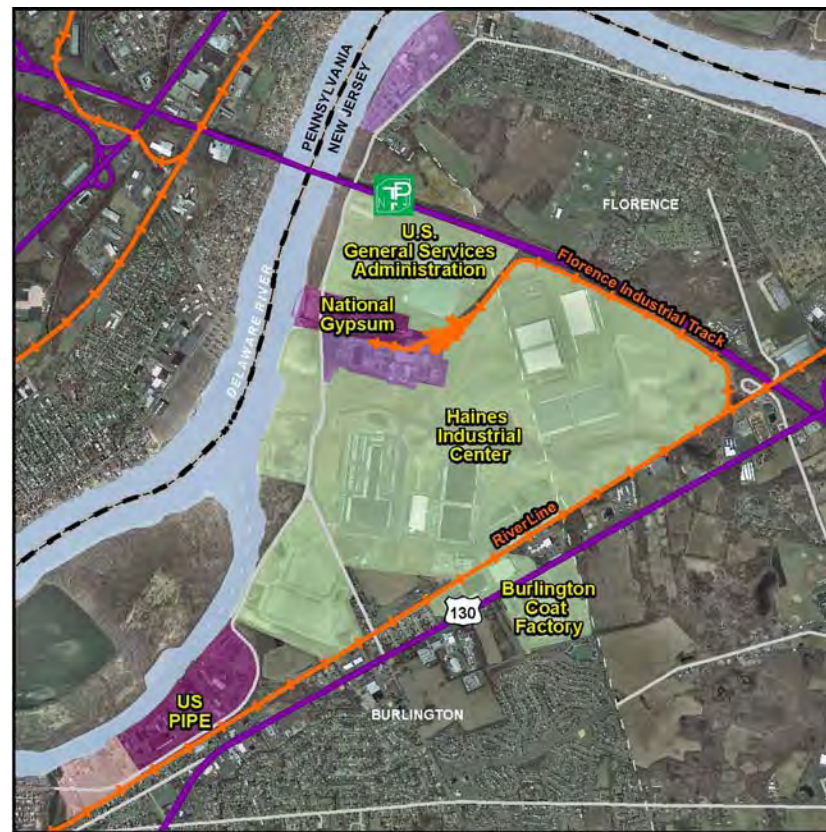 PENNSYLVANIA
NEW JERSEY
N J
TP
FLORENCE
U.S.
General Services
Administration
Florence Industrial Track
National
Gypsum
DELAWARE RIVER
Haines
Industrial
Center
RiverLine
Burlington
Coat
Factory
130
US
PIPE
BURLINGTON